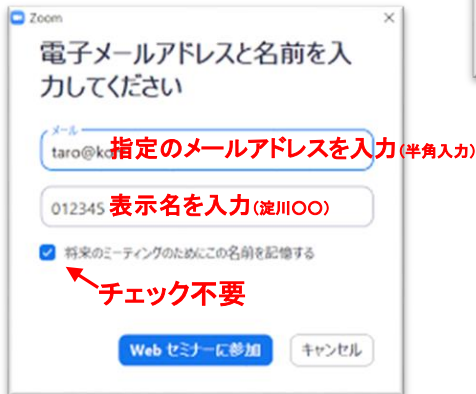 Zoom
電子メールアドレスと名前を入
力してください
メール
taro@k 指定のメールアドレスを入力(半角入力)
012345 表示名を入力(淀川〇〇)
将来のミーティングのためにこの名前を記憶する
チェック不要
Web セミナーに参加 キャンセル